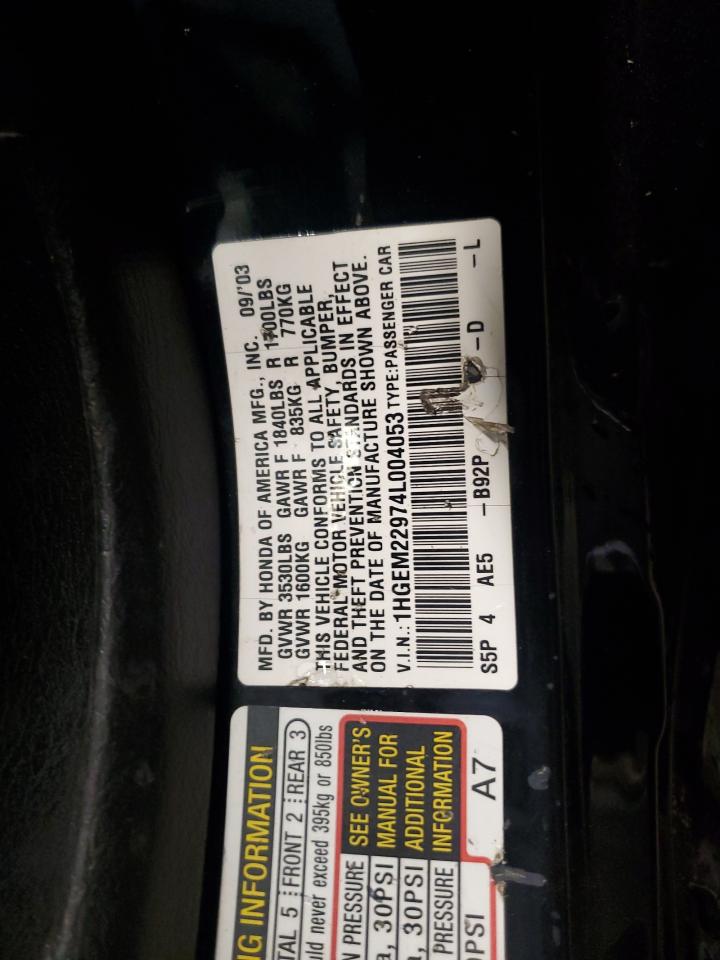 MFD. BY HONDA OF AMERICA MFG., INC. 09/'03
GVWR 3530LBS GAWR F 1840LBS R 1700LBS
GVWR 1600KG GAWR F 835KG R 770KG
THIS VEHICLE CONFORMS TO ALL APPLICABLE
FEDERAL MOTOR VEHICLE SAFETY, BUMPER,
AND THEFT PREVENTION STANDARDS IN EFFECT
ON THE DATE OF MANUFACTURE SHOWN ABOVE.
V.I.N.: 1HGEM22974L004053 TYPE:PASSENGER CAR
S5P 4 AE5 -B92P -D -L
NG INFORMATION
TAL 5 FRONT 2 REAR 3
uld never exceed 395kg or 850lbs
N PRESSURE
a, 30PSI
a, 30PSI
PRESSURE
0PSI
SEE OWNER'S
MANUAL FOR
ADDITIONAL
INFORMATION
A7